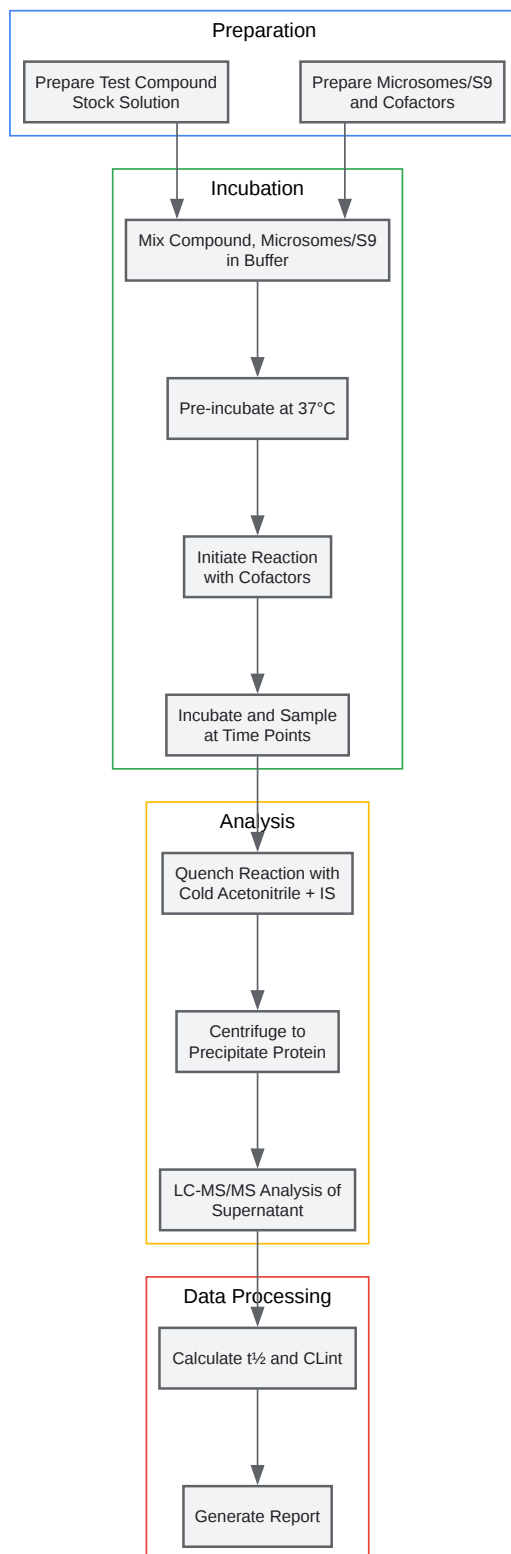 Preparation
Prepare Test Compound
Stock Solution
Prepare Microsomes/S9
and Cofactors
Incubation
Mix Compound, Microsomes/S9
in Buffer
Pre-incubate at 37°C
Initiate Reaction
with Cofactors
Incubate and Sample
at Time Points
Analysis
Quench Reaction with
Cold Acetonitrile + IS
Centrifuge to
Precipitate Protein
LC-MS/MS Analysis of
Supernatant
Data Processing
Calculate t½ and CLint
Generate Report